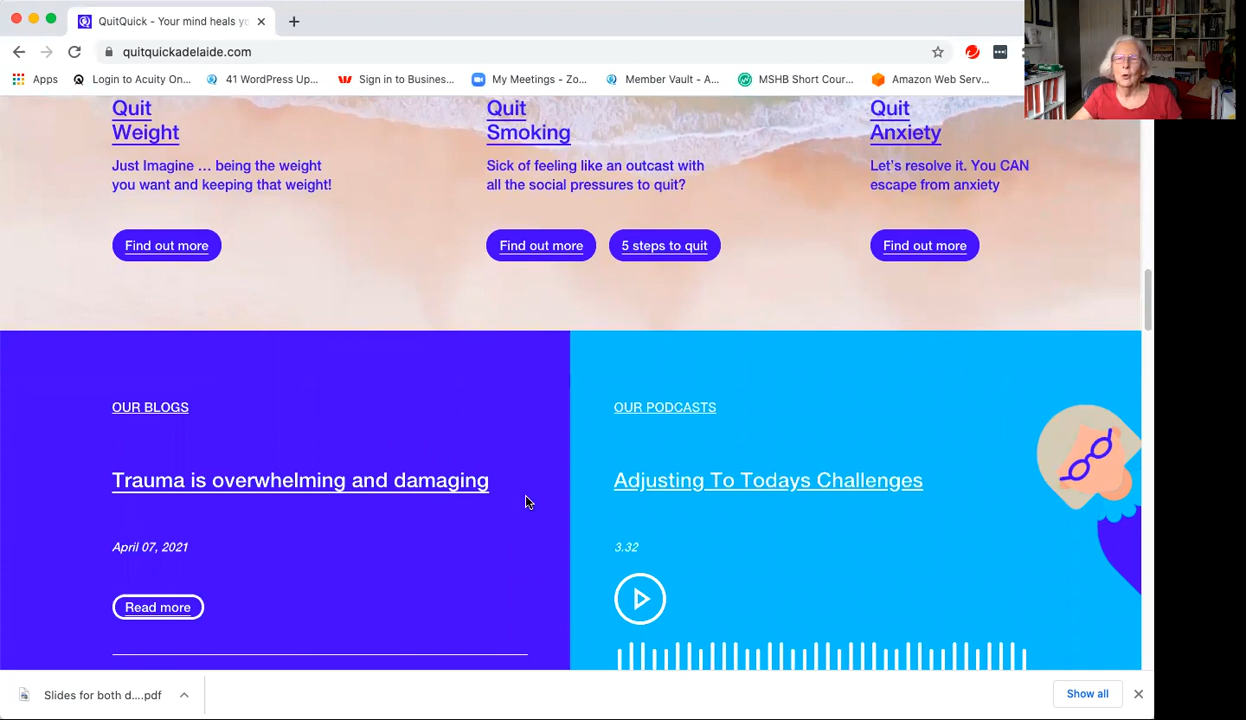 QuitQuick - Your mind heals yo
quitquickadelaide.com
Apps
Login to Acuity On...
41 WordPress Up...
Sign in to Busines...
My Meetings - Zo...
Member Vault - A...
MSHB Short Cour...
Amazon Web Serv...
Quit
Weight
Just Imagine ... being the weight
you want and keeping that weight!
Find out more
Quit
Smoking
Sick of feeling like an outcast with
all the social pressures to quit?
Find out more
5 steps to quit
Quit
Anxiety
Let's resolve it. You CAN
escape from anxiety
Find out more
OUR BLOGS
Trauma is overwhelming and damaging
April 07, 2021
Read more
OUR PODCASTS
Adjusting To Todays Challenges
3.32
Slides for both d....pdf
Show all